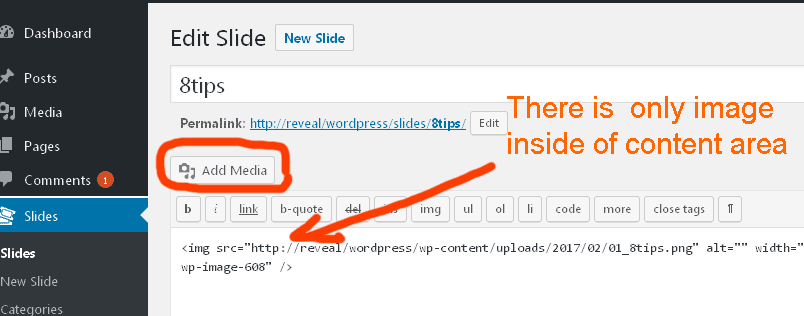 Dashboard
Posts
Media
Pages
Comments 1
Slides
Slides
New Slide
Categories
Edit Slide New Slide
8tips
Permalink: http://reveal/wordpress/slides/8tips/ Edit
There is only image
inside of content area
Add Media
b i link b-quote del ins img ul ol li code more close tags ¶
<img src="http://reveal/wordpress/wp-content/uploads/2017/02/01_8tips.png" alt="" width="
wp-image-608" />